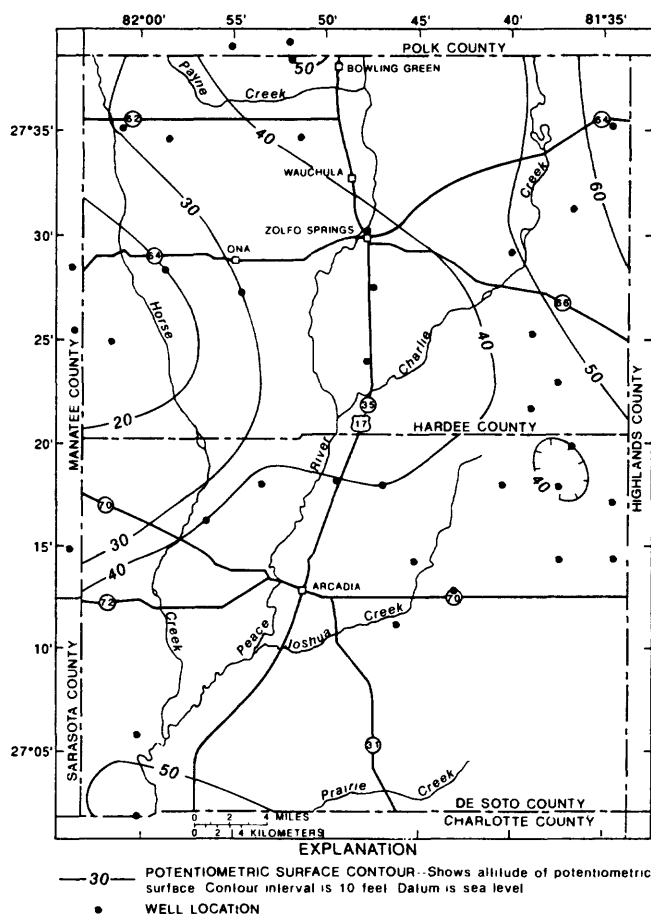 82°00' 55' 50' 45' 40' 81°35'
POLK COUNTY
50
BOWLING GREEN
Payne
Creek
27°35'
62
64
40
WAUCHULA
Creek
60
30
30'
ZOLFO SPRINGS
ONA
64
66
Horse
Charlie
40
25'
50
MANATEE COUNTY
20
35
17
HARDEE COUNTY
HIGHLANDS COUNTY
20'
River
40
70
30
15'
40
ARCADIA
72
70
Creek
Peace
Joshua Creek
10'
SARASOTA COUNTY
27°05'
31
50
Prairie
Creek
DE SOTO COUNTY
CHARLOTTE COUNTY
0 2 4 MILES
0 2 4 KILOMETERS
EXPLANATION
—30— POTENTIOMETRIC SURFACE CONTOUR--Shows altitude of potentiometric
surface Contour interval is 10 feet Datum is sea level
• WELL LOCATION